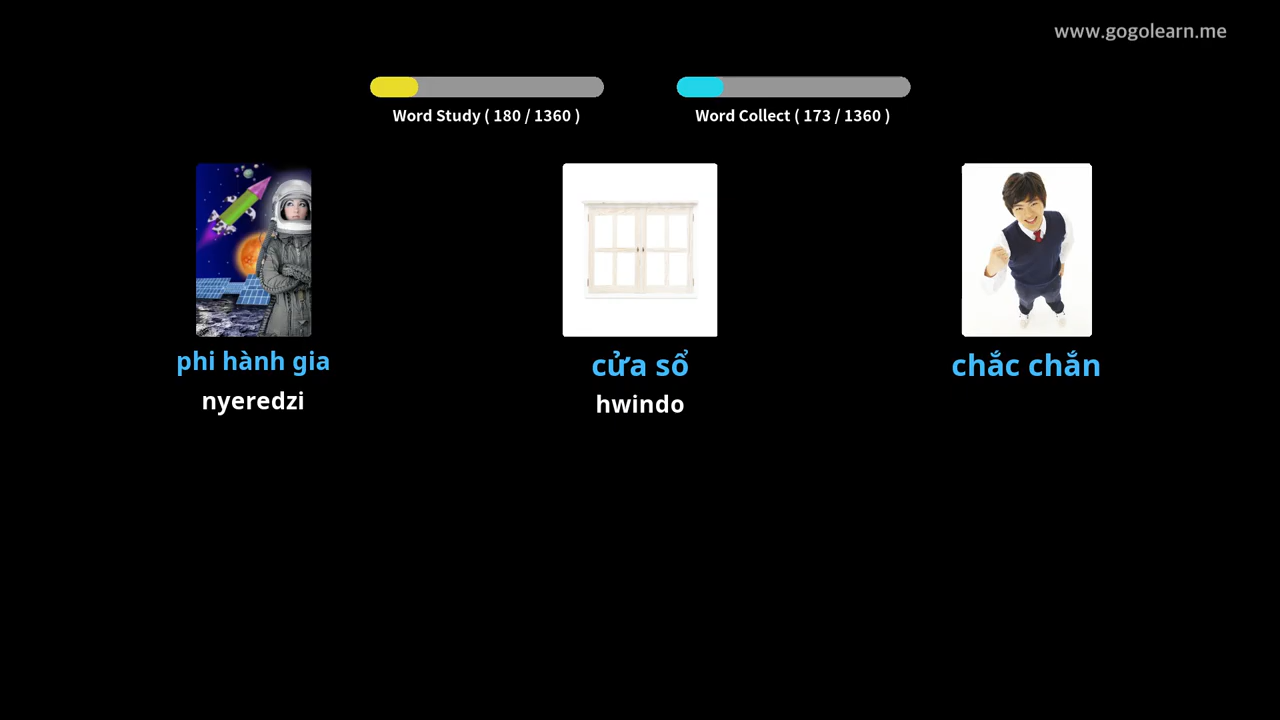 www.gogolearn.me
Word Study ( 180 / 1360 )
Word Collect ( 173 / 1360 )
phi hành gia
nyeredzi
cửa sổ
hwindo
chắc chắn